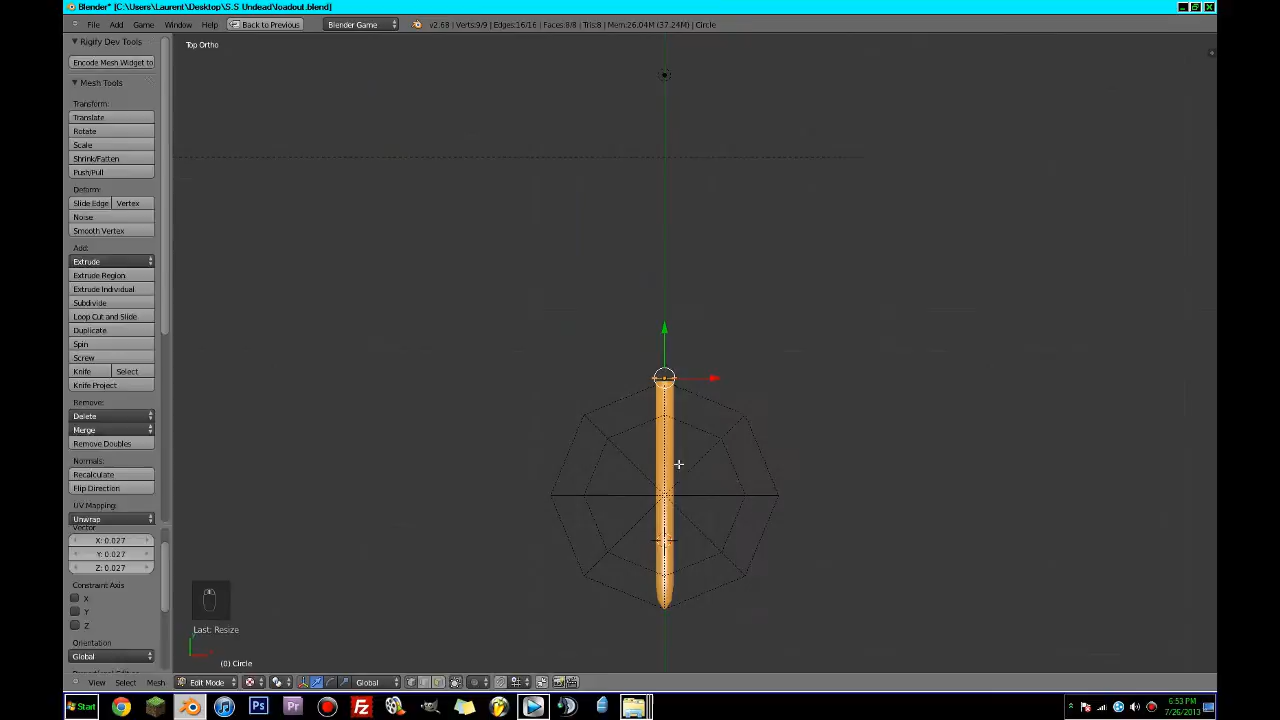 Blender* [C:\Users\Laurent\Desktop\S.S Undead\loadout.blend]
File Add Game Window Help Back to Previous Blender Game v2.68 | Verts:9/9 | Edges:16/16 | Faces:8/8 | Tris:8 | Mem:26.04M (37.24M) | Circle
Rigify Dev Tools
Encode Mesh Widget to
Mesh Tools
Transform:
Translate
Rotate
Scale
Shrink/Fatten
Push/Pull
Deform:
Slide Edge Vertex
Noise
Smooth Vertex
Add:
Extrude
Extrude Region
Extrude Individual
Subdivide
Loop Cut and Slide
Duplicate
Spin
Screw
Knife Select
Knife Project
Remove:
Delete
Merge
Remove Doubles
Normals:
Recalculate
Flip Direction
UV Mapping:
Unwrap
Vector
X: 0.027
Y: 0.027
Z: 0.027
Constraint Axis
X
Y
Z
Orientation
Global
Top Ortho
Last: Resize
(0) Circle
View Select Mesh Edit Mode Global
Start Ps Pr 6:53 PM
7/26/2013